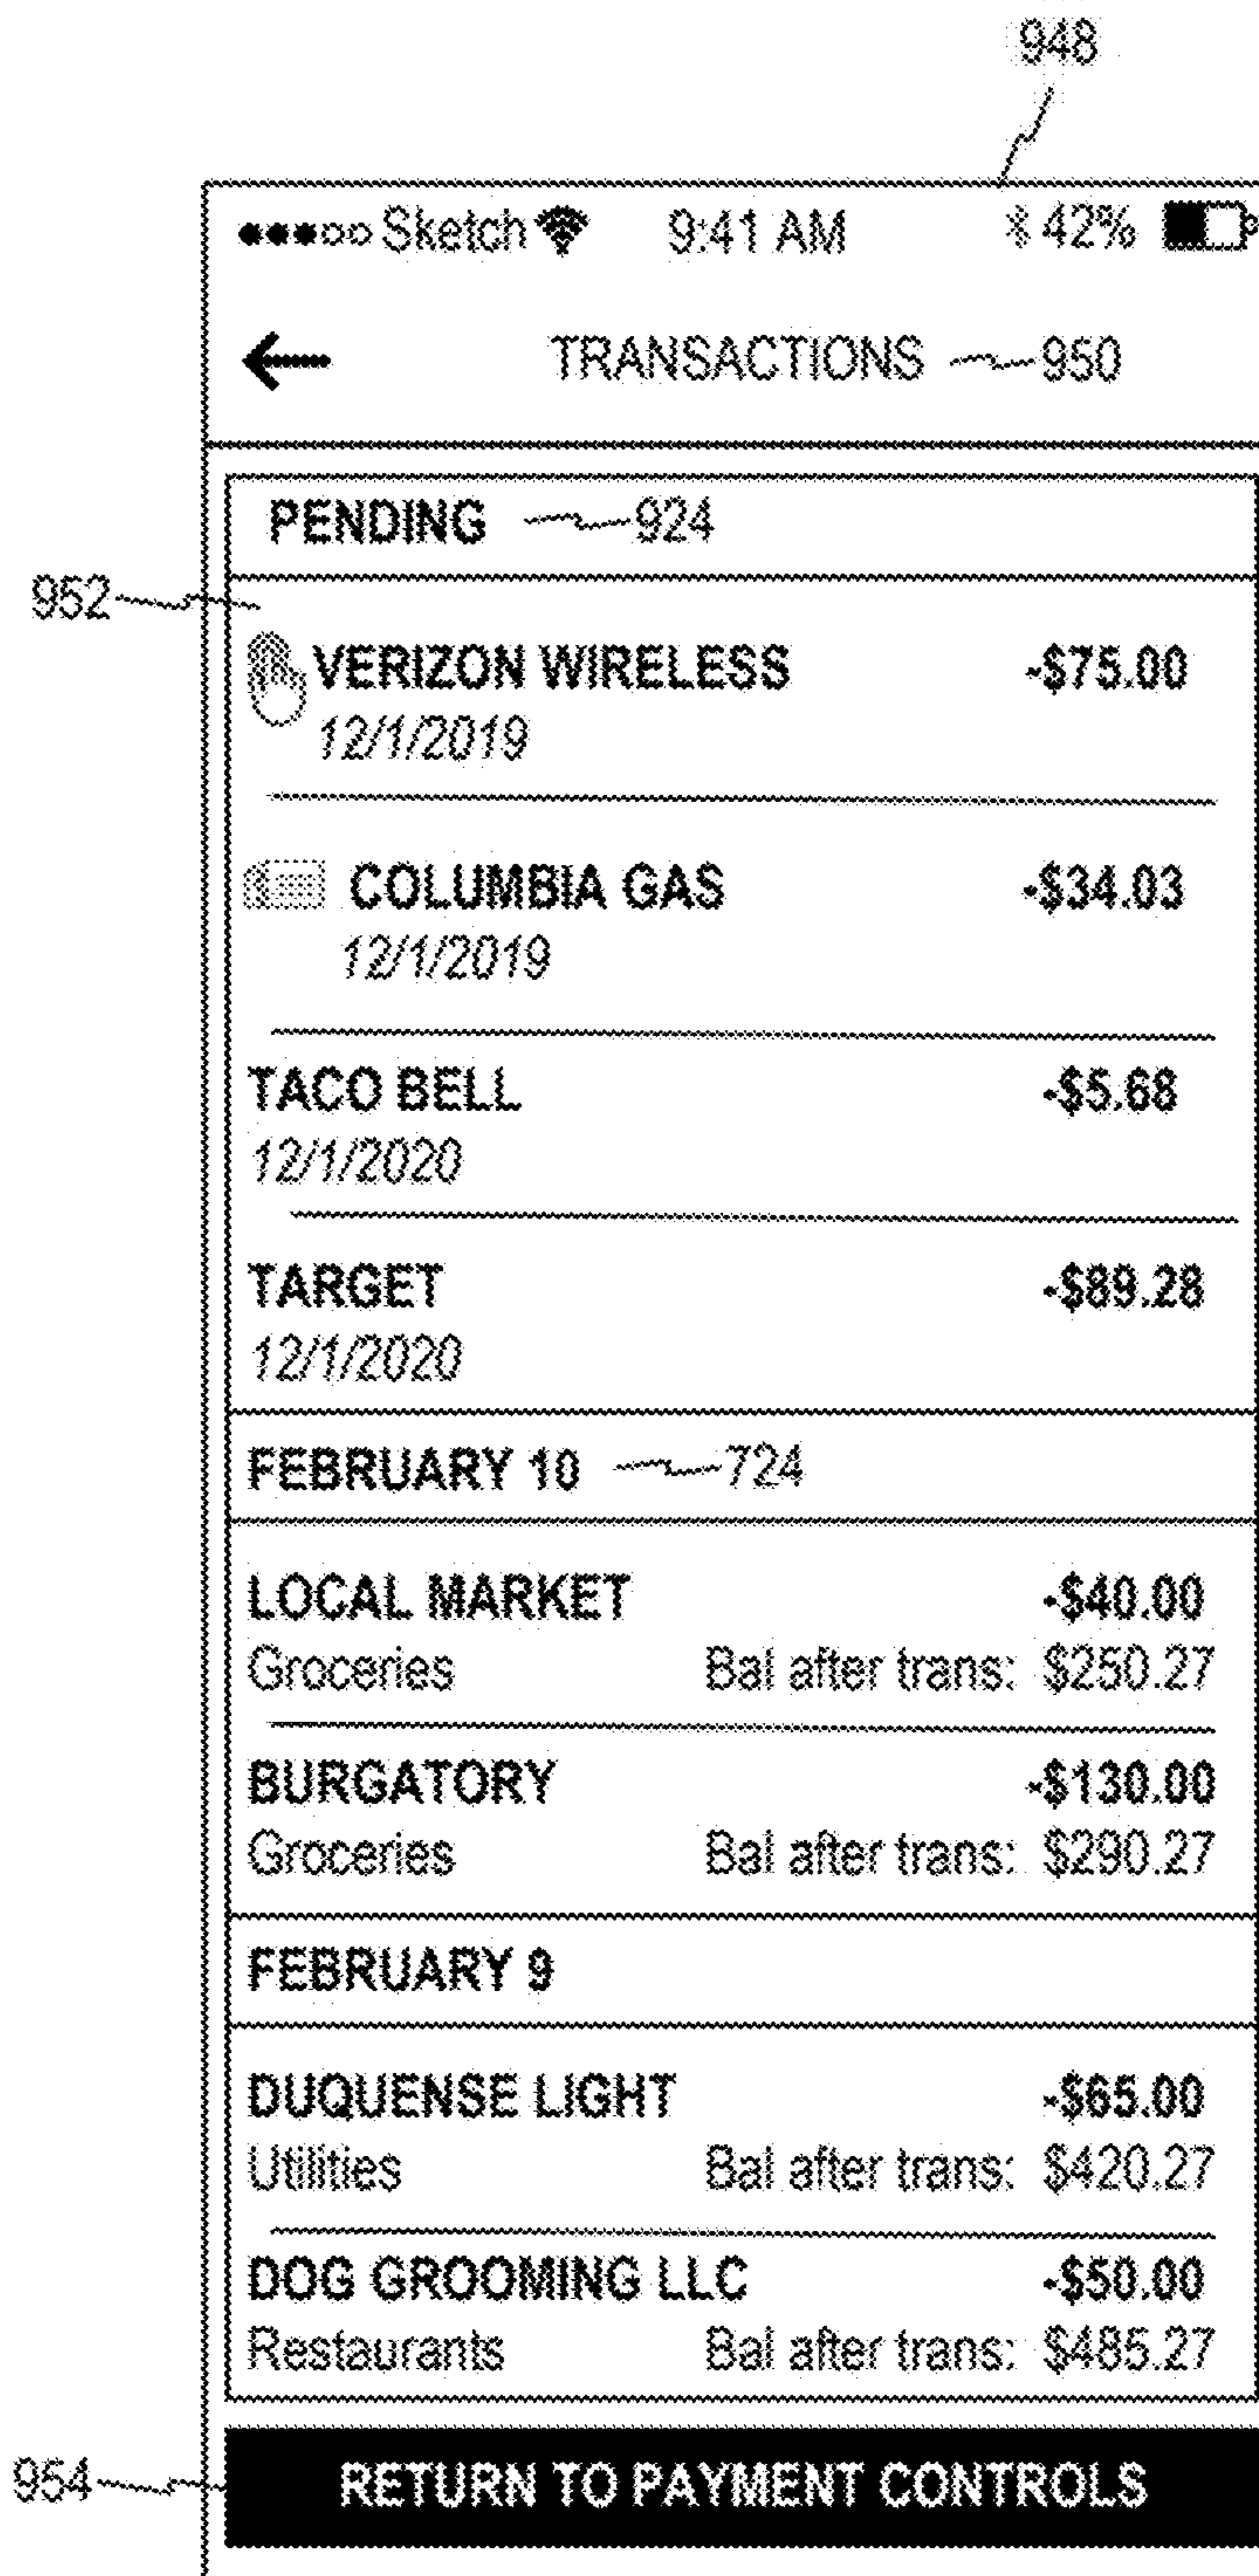 948
Sketch 9:41 AM 42%
TRANSACTIONS 950
PENDING 924
952
VERIZON WIRELESS -$75.00
12/1/2019
COLUMBIA GAS -$34.03
12/1/2019
TACO BELL -$5.68
12/1/2020
TARGET -$89.28
12/1/2020
FEBRUARY 10 724
LOCAL MARKET -$40.00
Groceries Bal after trans: $250.27
BURGATORY -$130.00
Groceries Bal after trans: $290.27
FEBRUARY 9
DUQUENSE LIGHT -$65.00
Utilities Bal after trans: $420.27
DOG GROOMING LLC -$50.00
Restaurants Bal after trans: $485.27
954 RETURN TO PAYMENT CONTROLS